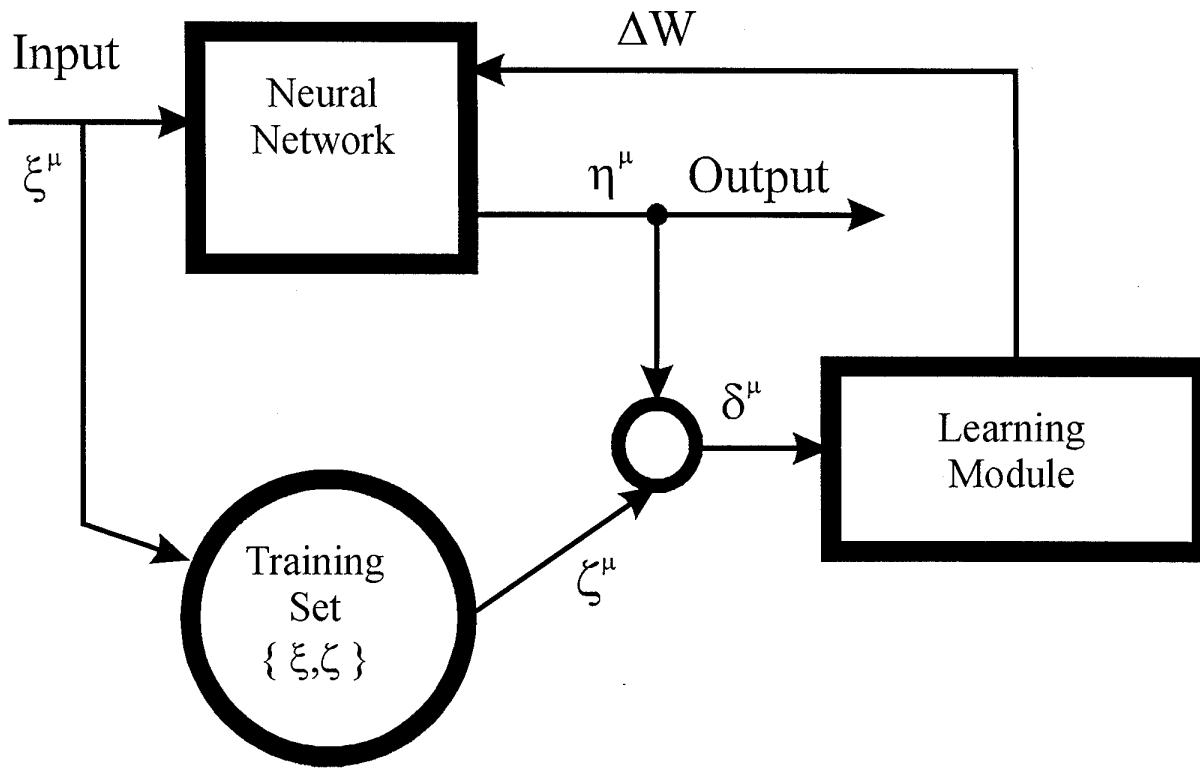 ΔW
Input
Neural
Network
ξ^μ
η^μ
Output
δ^μ
Learning
Module
Training
Set
{ ξ,ζ }
ζ^μ